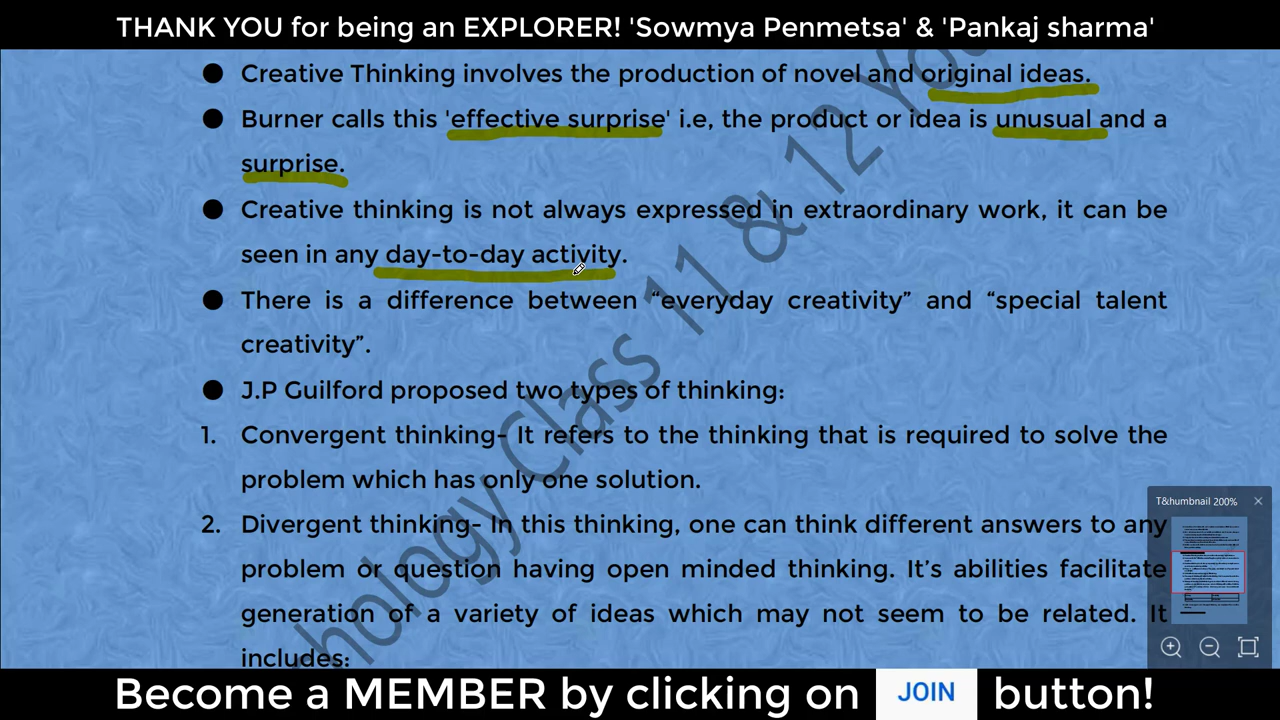 THANK YOU for being an EXPLORER! 'Sowmya Penmetsa' & 'Pankaj sharma'
● Creative Thinking involves the production of novel and original ideas.
● Burner calls this 'effective surprise' i.e, the product or idea is unusual and a
surprise.
● Creative thinking is not always expressed in extraordinary work, it can be
seen in any day-to-day activity.
● There is a difference between “everyday creativity” and “special talent
creativity”.
● J.P Guilford proposed two types of thinking:
1. Convergent thinking- It refers to the thinking that is required to solve the
problem which has only one solution.
2. Divergent thinking- In this thinking, one can think different answers to any
problem or question having open minded thinking. It’s abilities facilitate
generation of a variety of ideas which may not seem to be related. It
includes:
hology Class 11 & 12 You
T&humbnail 200%
Become a MEMBER by clicking on JOIN button!